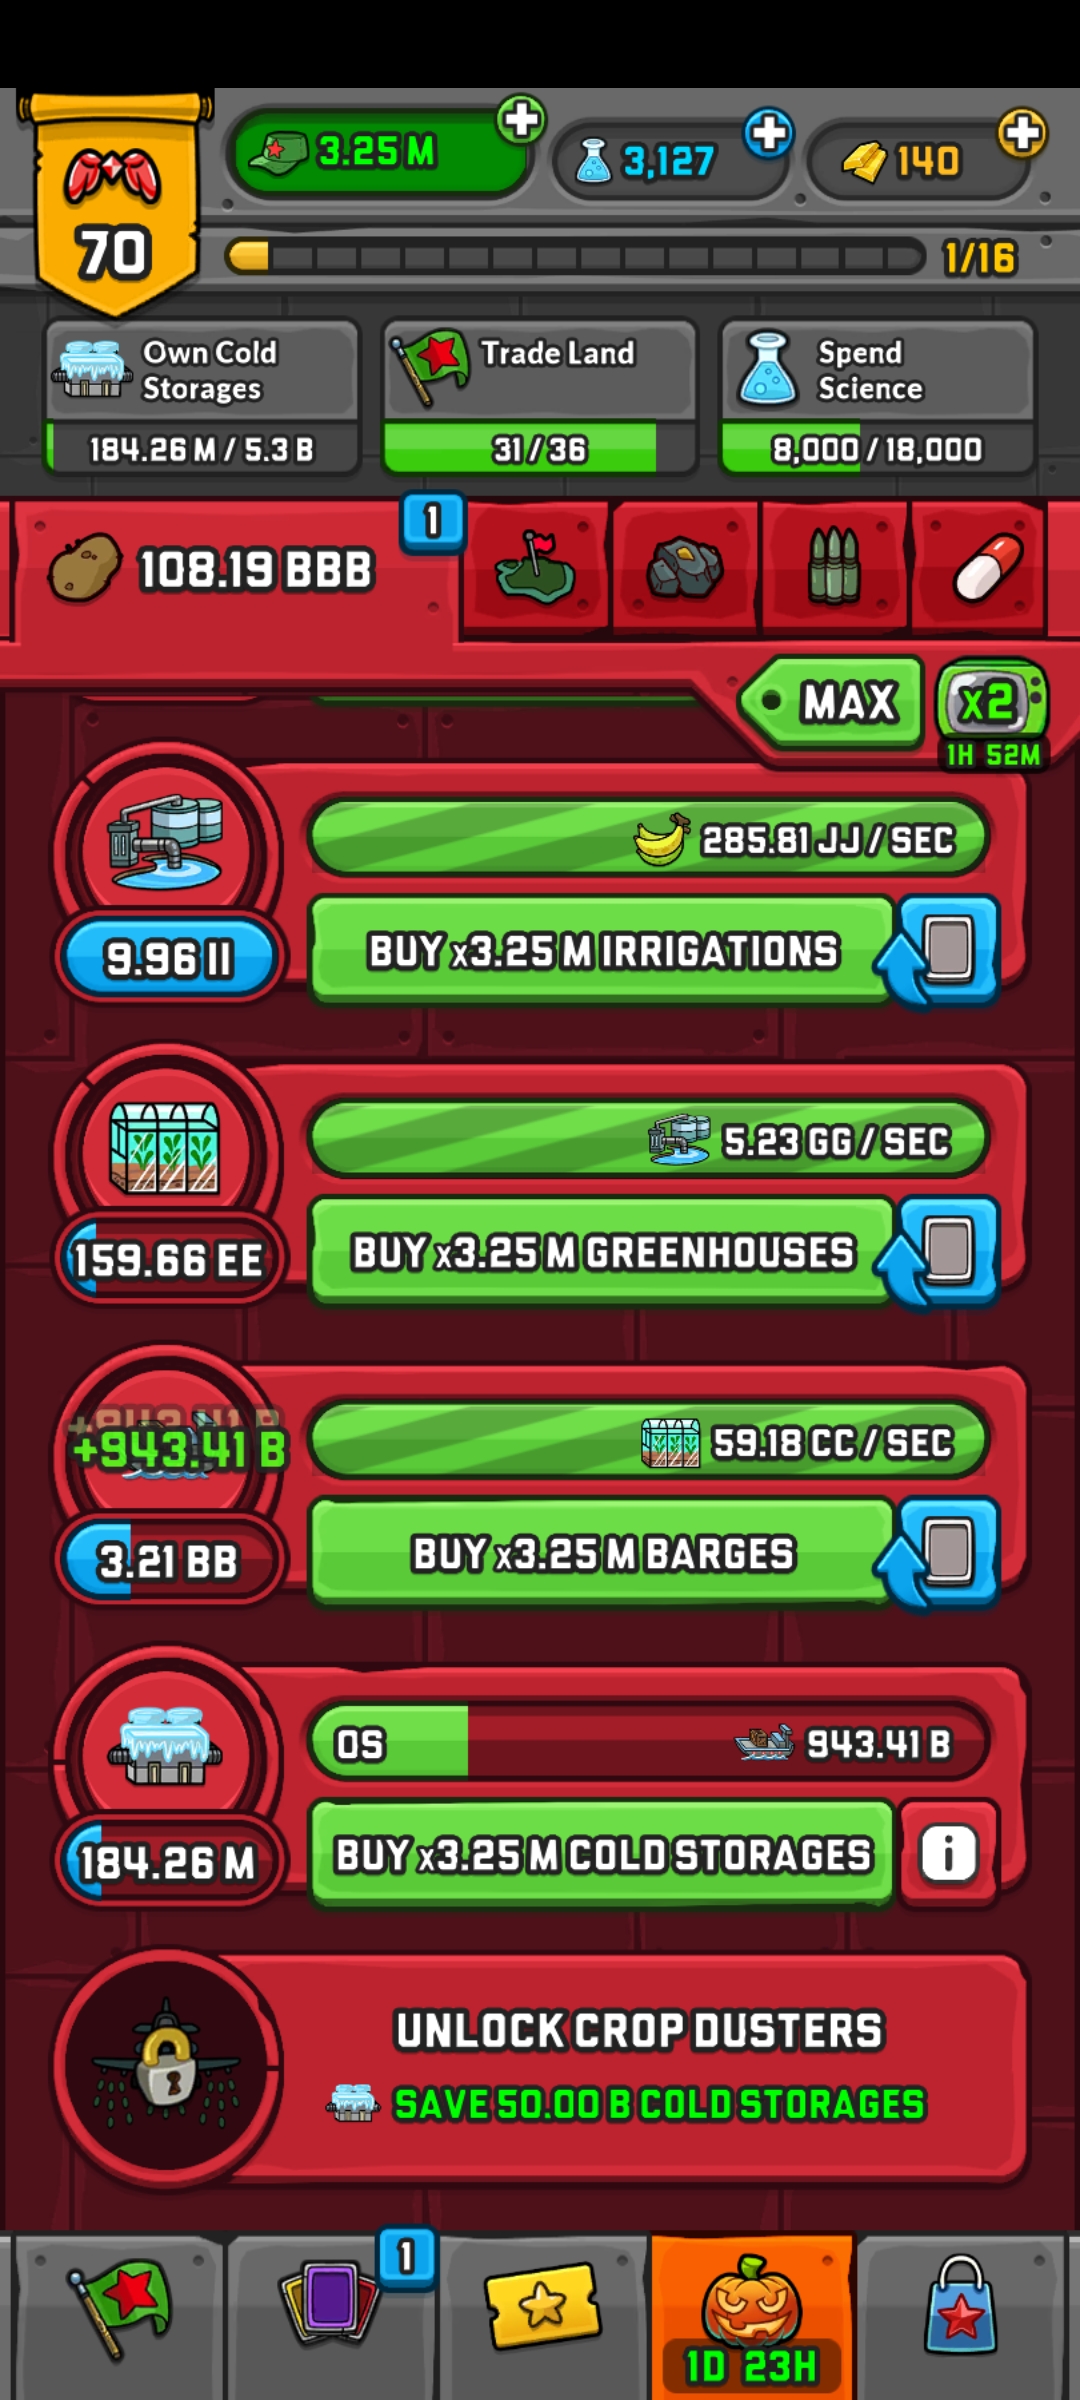 3.25 M
3,127
140
70
1/16
Own Cold
Storages
184.26 M / 5.3 B
Trade Land
31 / 36
Spend
Science
8,000 / 18,000
108.19 BBB
1
MAX
x2
1H 52M
285.81 JJ / SEC
9.96 II
BUY x3.25 M IRRIGATIONS
5.23 GG / SEC
159.66 EE
BUY x3.25 M GREENHOUSES
+943.41 B
+943.41 B
59.18 CC / SEC
3.21 BB
BUY x3.25 M BARGES
0S
943.41 B
184.26 M
BUY x3.25 M COLD STORAGES
i
UNLOCK CROP DUSTERS
SAVE 50.00 B COLD STORAGES
1
1D 23H